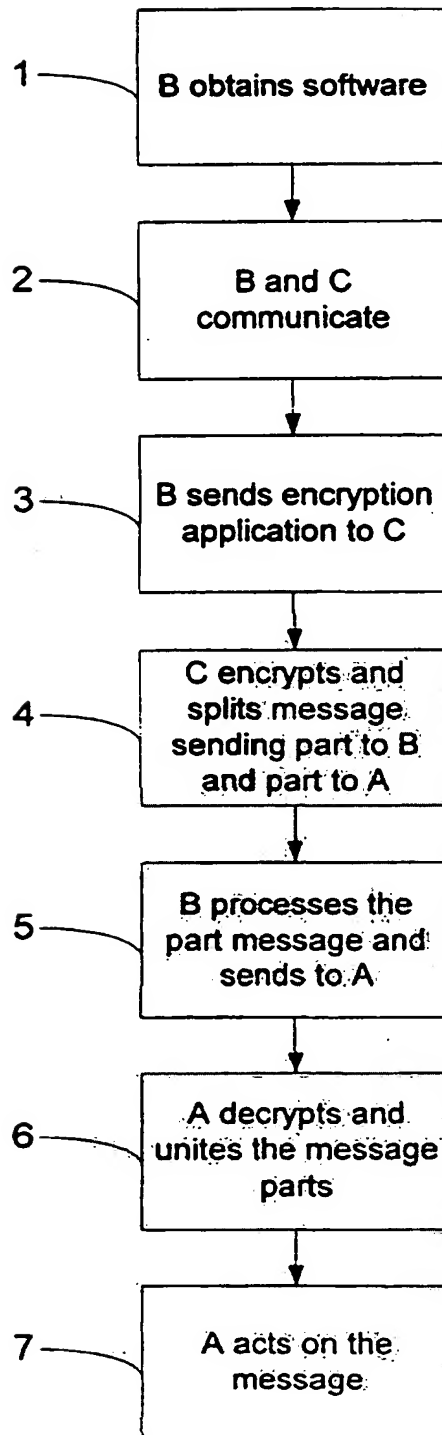 1
B obtains software
2
B and C
communicate
3
B sends encryption
application to C
4
C encrypts and
splits message
sending part to B
and part to A
5
B processes the
part message and
sends to A
6
A decrypts and
unites the message
parts
7
A acts on the
message